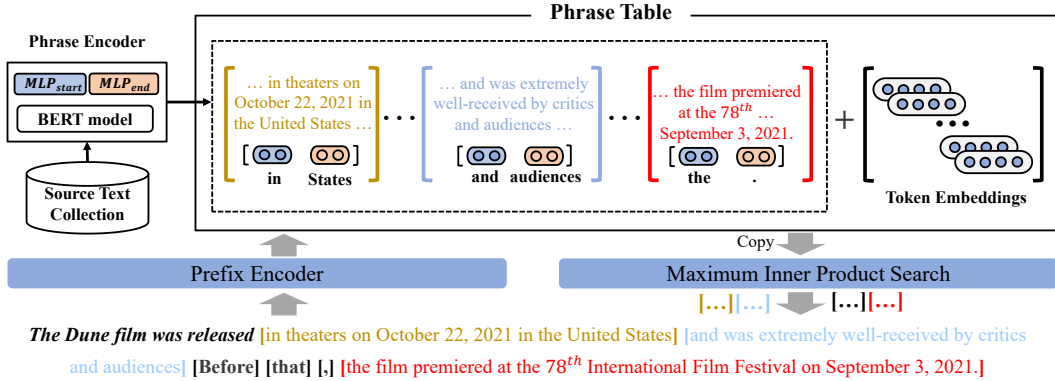 Phrase Table
Phrase Encoder
MLP_start MLP_end
BERT model
Source Text
Collection
… in theaters on
October 22, 2021 in
the United States …
[ ]
in States
…
… and was extremely
well-received by critics
and audiences …
[ ]
and audiences
…
… the film premiered
at the 78^th …
September 3, 2021.
[ ]
the .
+
…
Token Embeddings
Copy
Prefix Encoder
Maximum Inner Product Search
[…][…] […][…]
The Dune film was released [in theaters on October 22, 2021 in the United States] [and was extremely well-received by critics
and audiences] [Before] [that] [,] [the film premiered at the 78^th International Film Festival on September 3, 2021.]